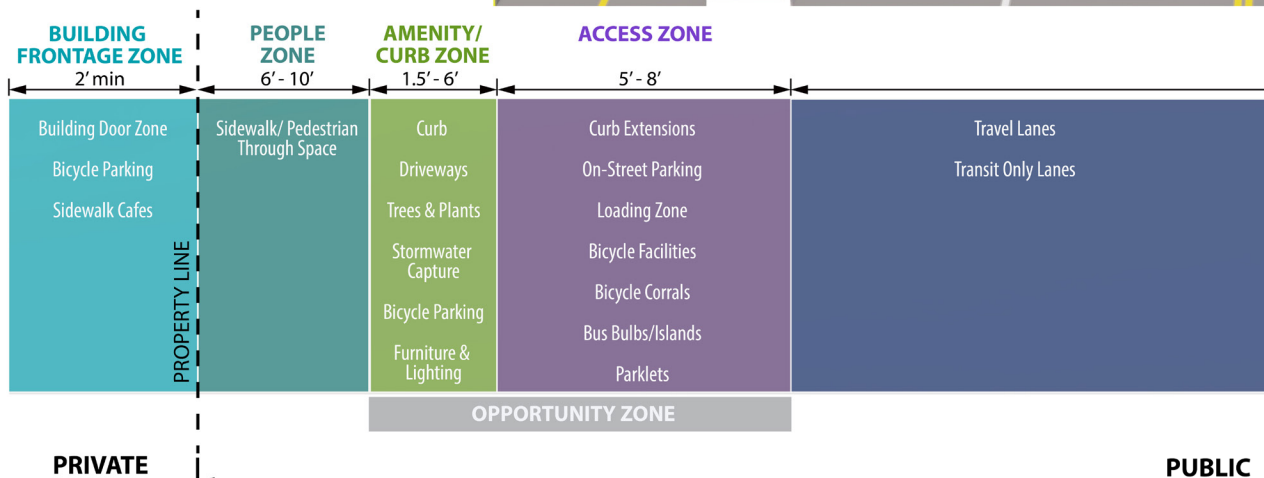 BUILDING
FRONTAGE ZONE
2' min
PEOPLE
ZONE
6' - 10'
AMENITY/
CURB ZONE
1.5' - 6'
ACCESS ZONE
5' - 8'
Building Door Zone
Bicycle Parking
Sidewalk Cafes
PROPERTY LINE
Sidewalk/ Pedestrian
Through Space
Curb
Driveways
Trees & Plants
Stormwater
Capture
Bicycle Parking
Furniture &
Lighting
Curb Extensions
On-Street Parking
Loading Zone
Bicycle Facilities
Bicycle Corrals
Bus Bulbs/Islands
Parklets
Travel Lanes
Transit Only Lanes
OPPORTUNITY ZONE
PRIVATE
PUBLIC